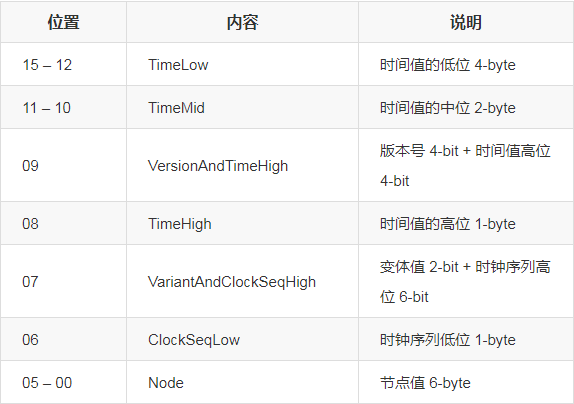 位置 内容 说明
15 – 12 TimeLow 时间值的低位 4-byte
11 – 10 TimeMid 时间值的中位 2-byte
09 VersionAndTimeHigh 版本号 4-bit + 时间值高位
4-bit
08 TimeHigh 时间值的高位 1-byte
07 VariantAndClockSeqHigh 变体值 2-bit + 时钟序列高
位 6-bit
06 ClockSeqLow 时钟序列低位 1-byte
05 – 00 Node 节点值 6-byte